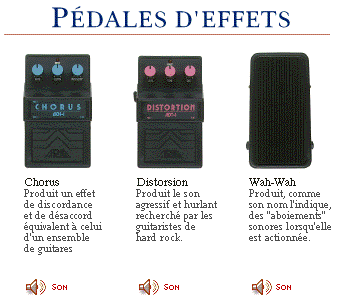 PÉDALES D'EFFETS
CHORUS
DISTORTION
Chorus
Produit un effet
de discordance
et de désaccord
équivalent à celui
d'un ensemble
de guitares
Distorsion
Produit le son
agressif et hurlant
recherché par les
guitaristes de
hard rock.
Wah-Wah
Produit, comme
son nom l'indique,
des "aboiements"
sonores lorsqu'elle
est actionnée.
SON
SON
SON